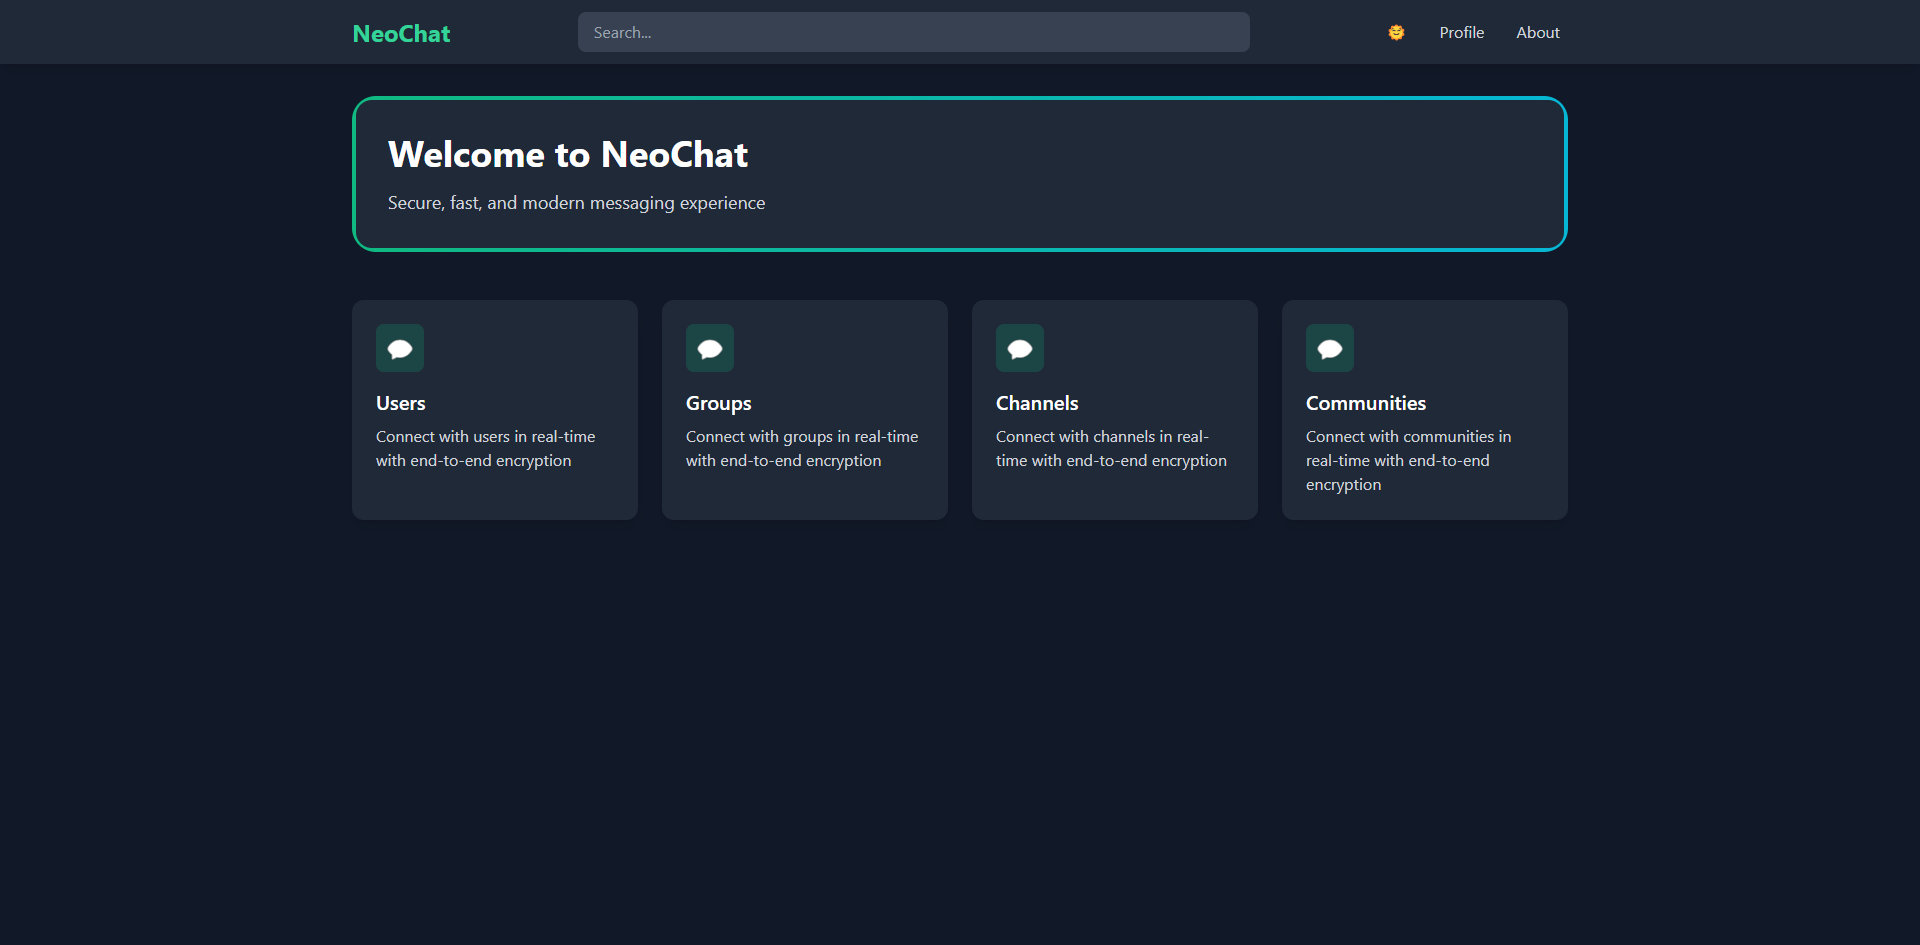 NeoChat
Search...
Profile
About
Welcome to NeoChat
Secure, fast, and modern messaging experience
Users
Connect with users in real-time
with end-to-end encryption
Groups
Connect with groups in real-time
with end-to-end encryption
Channels
Connect with channels in real-
time with end-to-end encryption
Communities
Connect with communities in
real-time with end-to-end
encryption